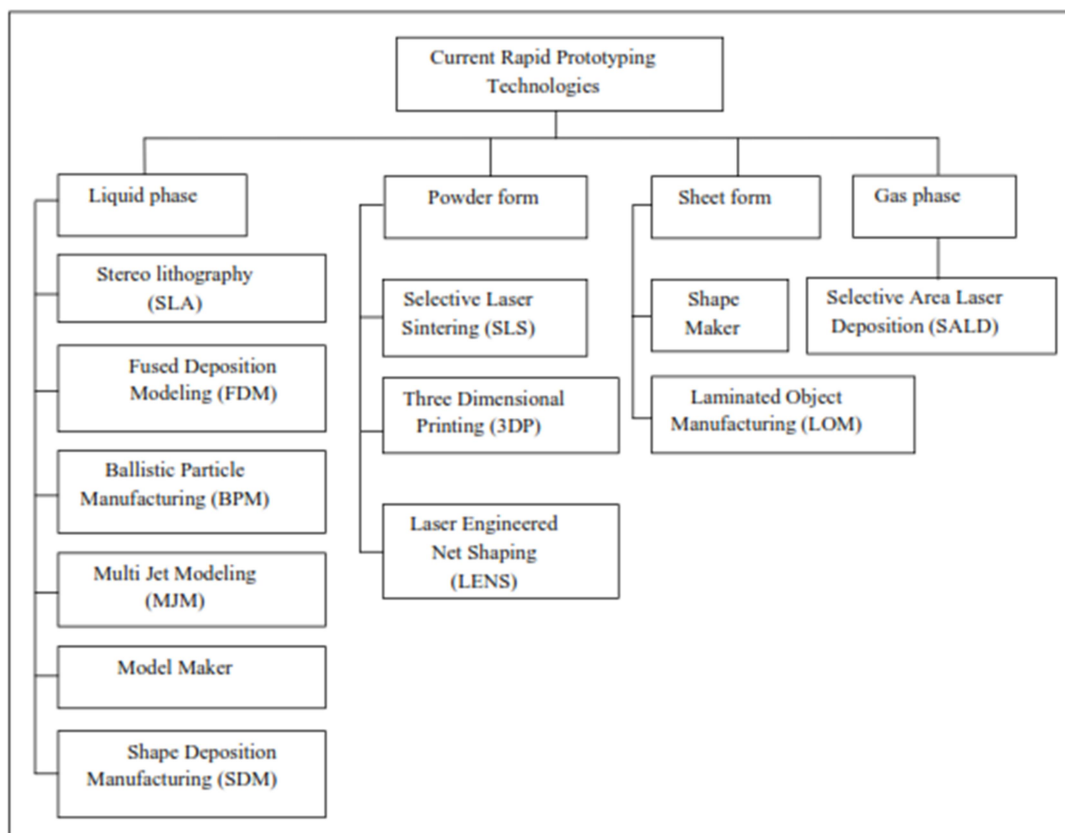 Current Rapid Prototyping
Technologies
Liquid phase
Powder form
Sheet form
Gas phase
Stereo lithography
(SLA)
Fused Deposition
Modeling (FDM)
Ballistic Particle
Manufacturing (BPM)
Multi Jet Modeling
(MJM)
Model Maker
Shape Deposition
Manufacturing (SDM)
Selective Laser
Sintering (SLS)
Three Dimensional
Printing (3DP)
Laser Engineered
Net Shaping
(LENS)
Shape
Maker
Laminated Object
Manufacturing (LOM)
Selective Area Laser
Deposition (SALD)